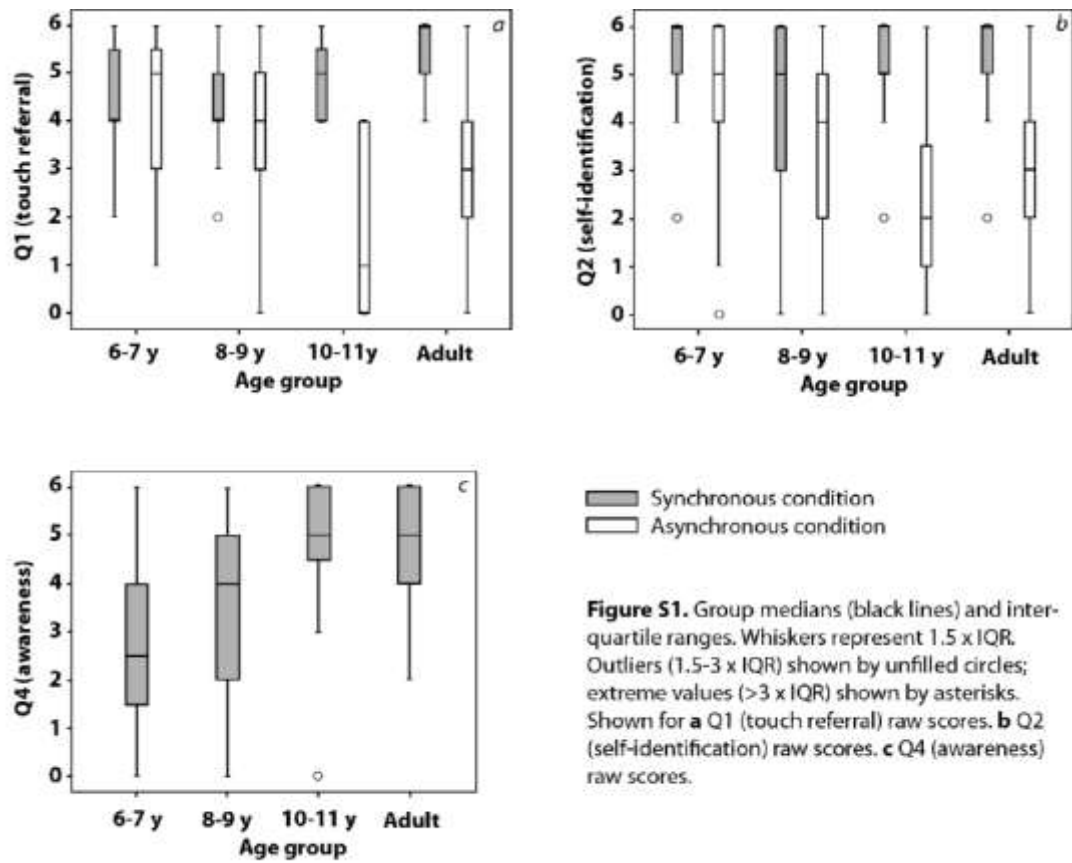 a
6
5
4
3
2
1
0
Q1 (touch referral)
6-7 y 8-9 y 10-11y Adult
Age group
b
6
5
4
3
2
1
0
Q2 (self-identification)
6-7 y 8-9 y 10-11 y Adult
Age group
c
6
5
4
3
2
1
0
Q4 (awareness)
6-7 y 8-9 y 10-11 y Adult
Age group
Synchronous condition
Asynchronous condition
Figure S1. Group medians (black lines) and inter-
quartile ranges. Whiskers represent 1.5 x IQR.
Outliers (1.5-3 x IQR) shown by unfilled circles;
extreme values (>3 x IQR) shown by asterisks.
Shown for a Q1 (touch referral) raw scores. b Q2
(self-identification) raw scores. c Q4 (awareness)
raw scores.